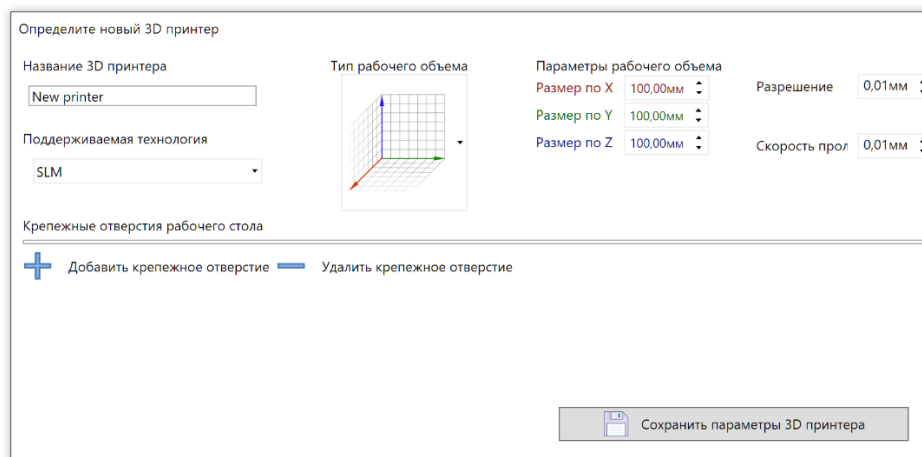 Определите новый 3D принтер
Название 3D принтера
New printer
Поддерживаемая технология
SLM
Тип рабочего объема
Параметры рабочего объема
Размер по X 100,00мм
Размер по Y 100,00мм
Размер по Z 100,00мм
Разрешение 0,01мм
Скорость прол 0,01мм
Крепежные отверстия рабочего стола
Добавить крепежное отверстие
Удалить крепежное отверстие
Сохранить параметры 3D принтера